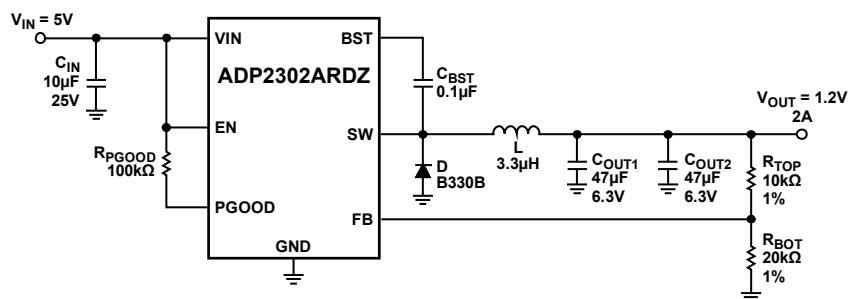 VIN = 5V
CIN
10µF
25V
RPGOOD
100kΩ
VIN
EN
PGOOD
GND
ADP2302ARDZ
BST
SW
FB
CBST
0.1µF
L
3.3µH
D
B330B
COUT1
47µF
6.3V
COUT2
47µF
6.3V
VOUT = 1.2V
2A
RTOP
10kΩ
1%
RBOT
20kΩ
1%